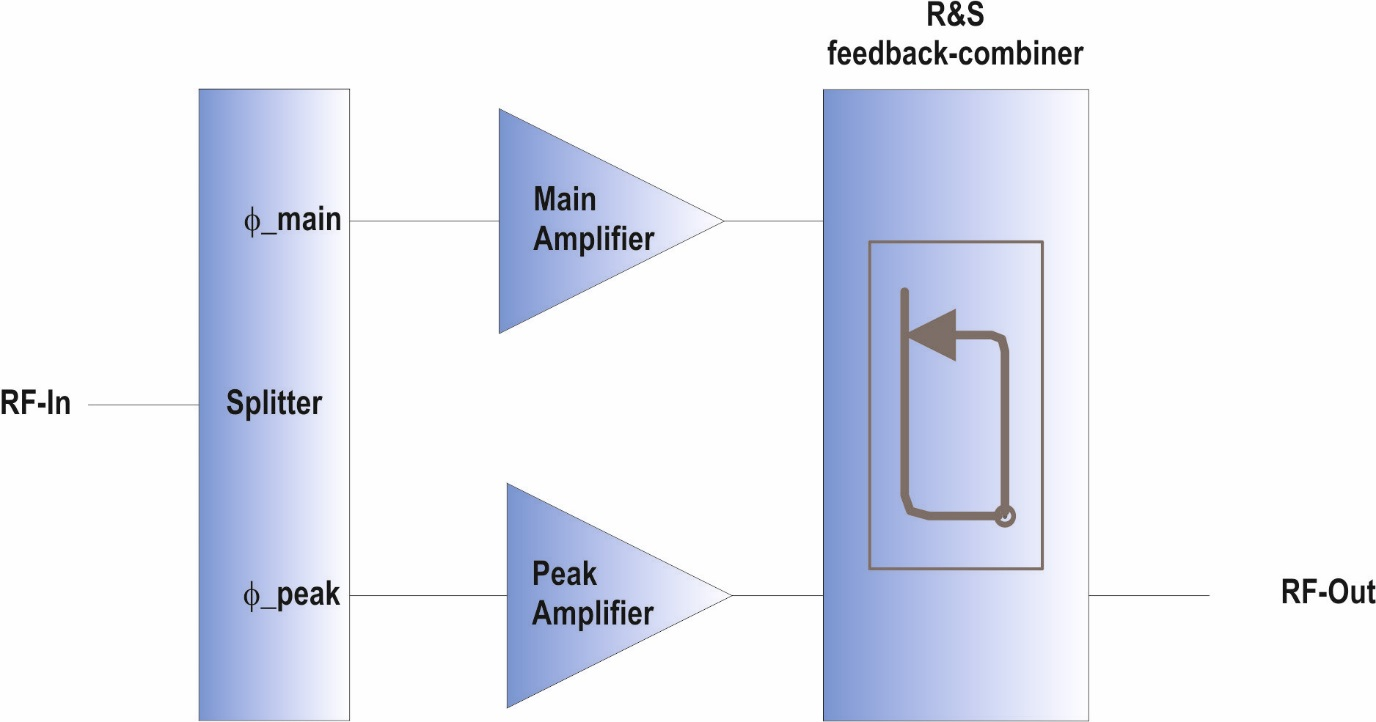 R&S
feedback-combiner
ϕ_main
Main
Amplifier
RF-In
Splitter
ϕ_peak
Peak
Amplifier
RF-Out